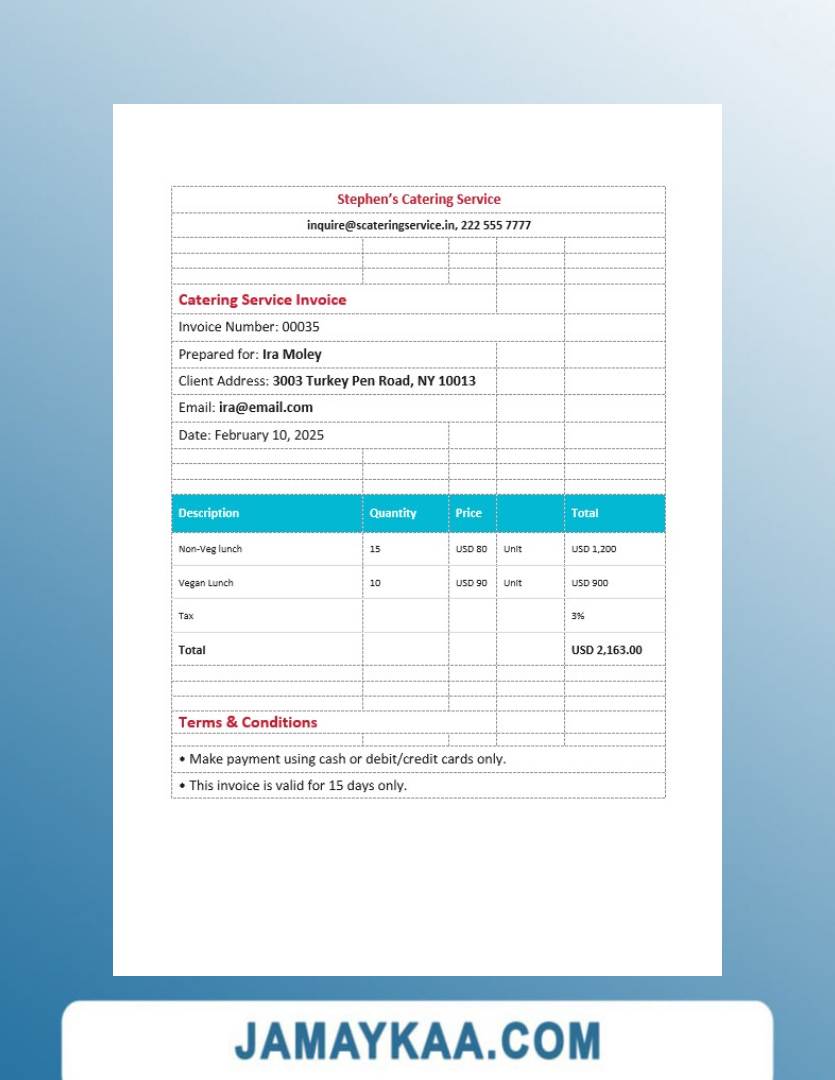 Stephen’s Catering Service
inquire@scateringservice.in, 222 555 7777
Catering Service Invoice
Invoice Number: 00035
Prepared for: Ira Moley
Client Address: 3003 Turkey Pen Road, NY 10013
Email: ira@email.com
Date: February 10, 2025
Description Quantity Price Total
Non-Veg lunch 15 USD 80 Unit USD 1,200
Vegan Lunch 10 USD 90 Unit USD 900
Tax 3%
Total USD 2,163.00
Terms & Conditions
• Make payment using cash or debit/credit cards only.
• This invoice is valid for 15 days only.
JAMAYKAA.COM